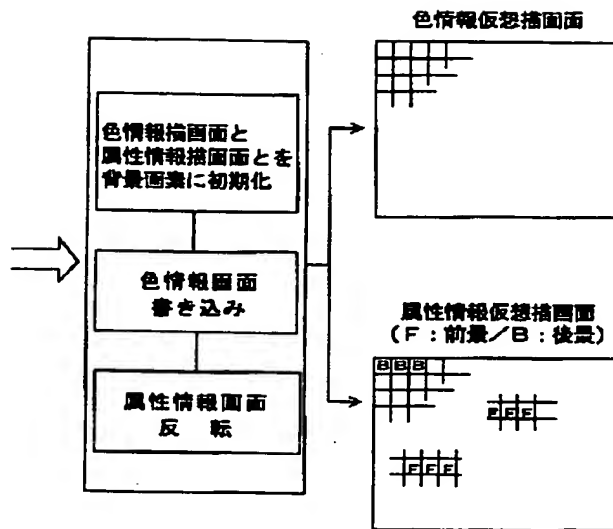 色情報仮想描画面
色情報描画面と
属性情報描画面とを
背景画素に初期化
色情報画面
書き込み
属性情報画面
反転
属性情報仮想描画面
(F:前景/B:後景)
B B B
F F F
F F F